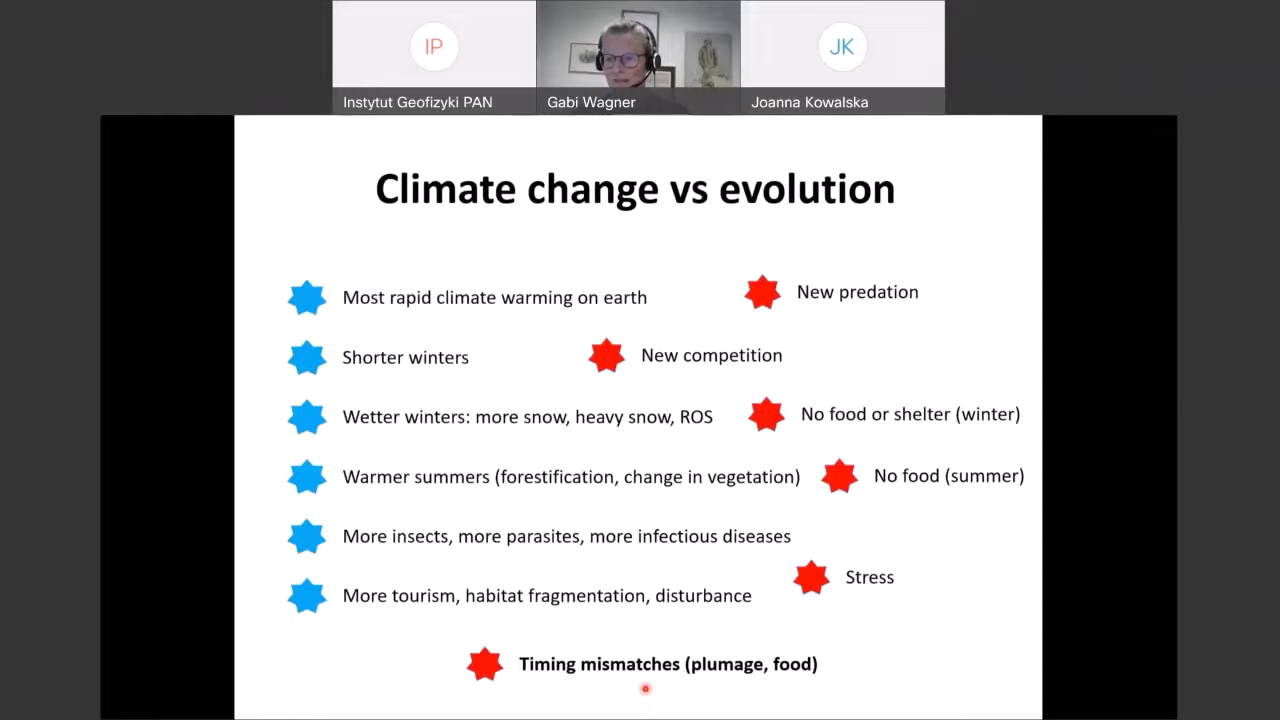 IP
JK
Instytut Geofizyki PAN
Gabi Wagner
Joanna Kowalska
Climate change vs evolution
Most rapid climate warming on earth
New predation
Shorter winters
New competition
Wetter winters: more snow, heavy snow, ROS
No food or shelter (winter)
Warmer summers (forestification, change in vegetation)
No food (summer)
More insects, more parasites, more infectious diseases
Stress
More tourism, habitat fragmentation, disturbance
Timing mismatches (plumage, food)